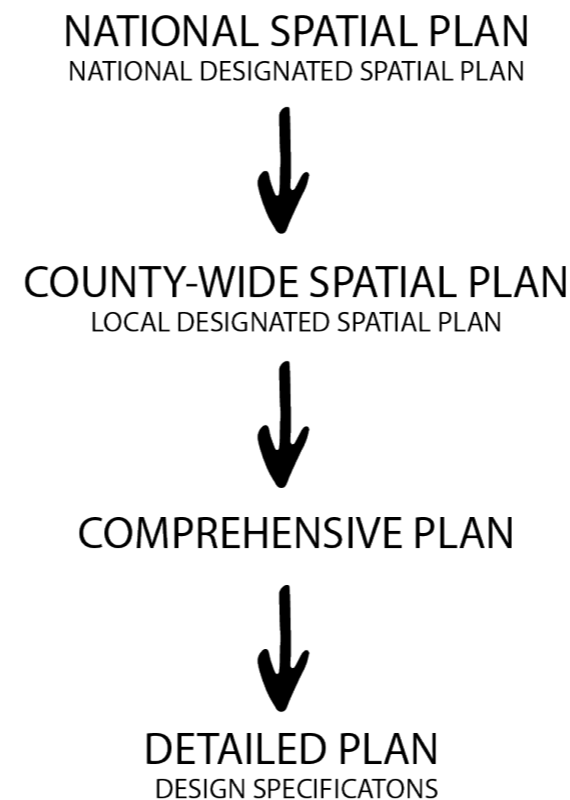 NATIONAL SPATIAL PLAN
NATIONAL DESIGNATED SPATIAL PLAN
COUNTY-WIDE SPATIAL PLAN
LOCAL DESIGNATED SPATIAL PLAN
COMPREHENSIVE PLAN
DETAILED PLAN
DESIGN SPECIFICATONS